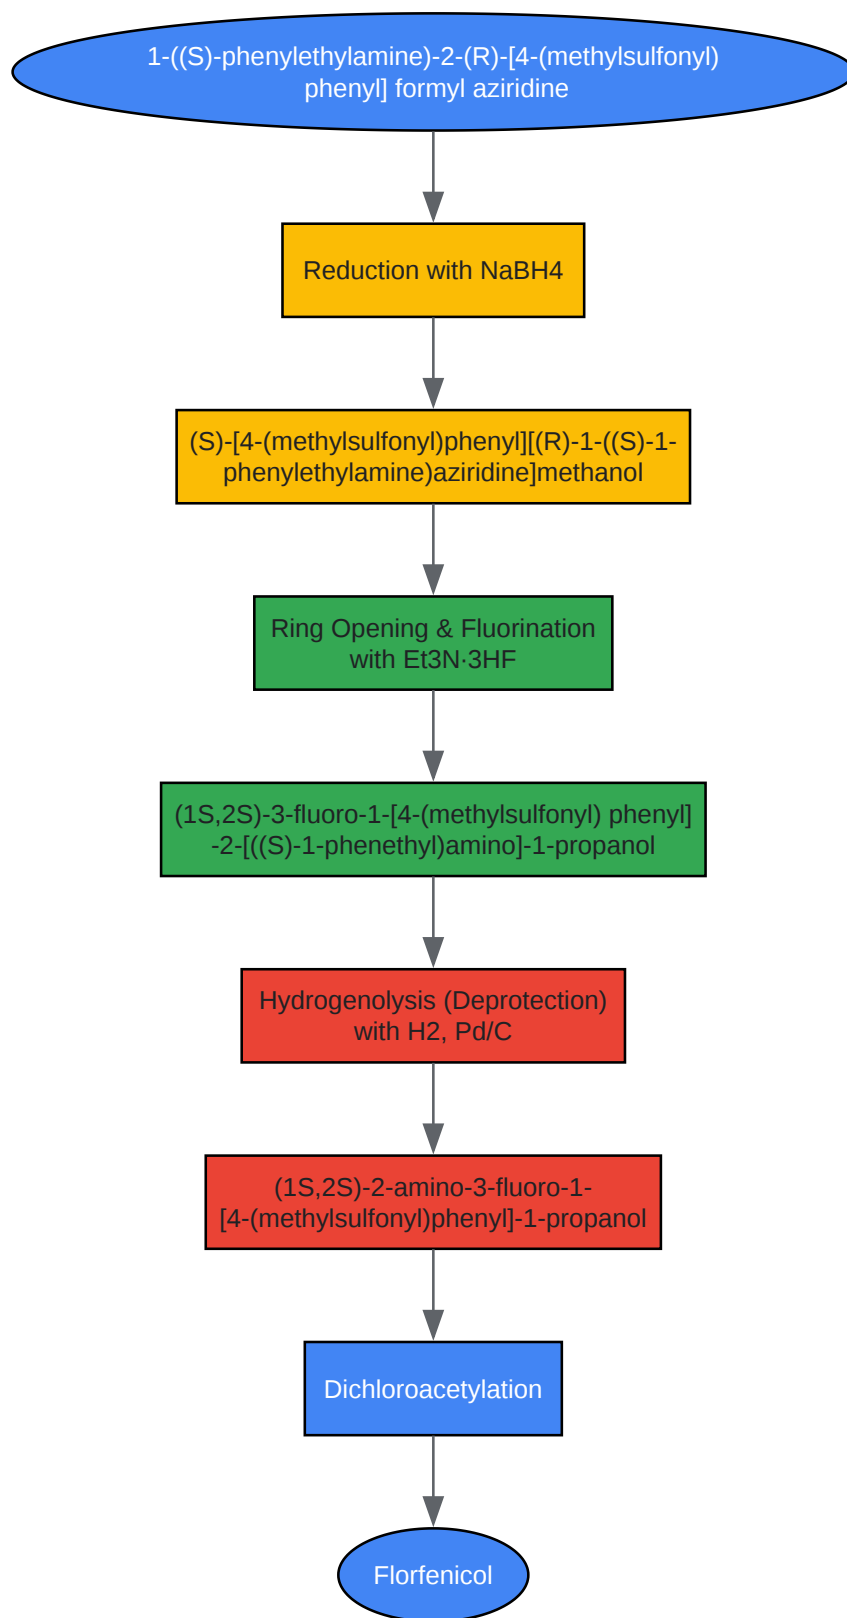 1-((S)-phenylethylamine)-2-(R)-[4-(methylsulfonyl)
phenyl] formyl aziridine
Reduction with NaBH4
(S)-[4-(methylsulfonyl)phenyl][(R)-1-((S)-1-
phenylethylamine)aziridine]methanol
Ring Opening & Fluorination
with Et3N·3HF
(1S,2S)-3-fluoro-1-[4-(methylsulfonyl) phenyl]
-2-[((S)-1-phenethyl)amino]-1-propanol
Hydrogenolysis (Deprotection)
with H2, Pd/C
(1S,2S)-2-amino-3-fluoro-1-
[4-(methylsulfonyl)phenyl]-1-propanol
Dichloroacetylation
Florfenicol